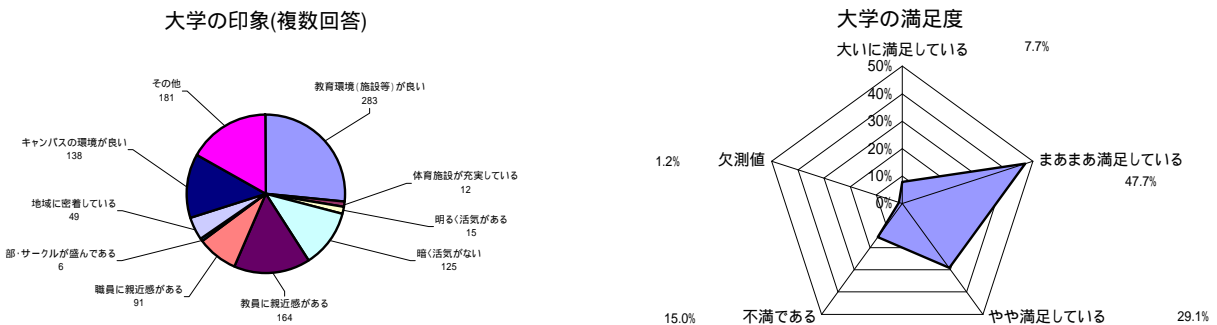 大学の印象(複数回答)
その他
181
教育環境(施設等)が良い
283
キャンパスの環境が良い
138
体育施設が充実している
12
地域に密着している
49
明るく活気がある
15
部・サークルが盛んである
6
暗く活気がない
125
職員に親近感がある
91
教員に親近感がある
164
大学の満足度
大いに満足している
7.7%
50%
40%
30%
20%
10%
0%
欠測値
1.2%
まあまあ満足している
47.7%
不満である
15.0%
やや満足している
29.1%